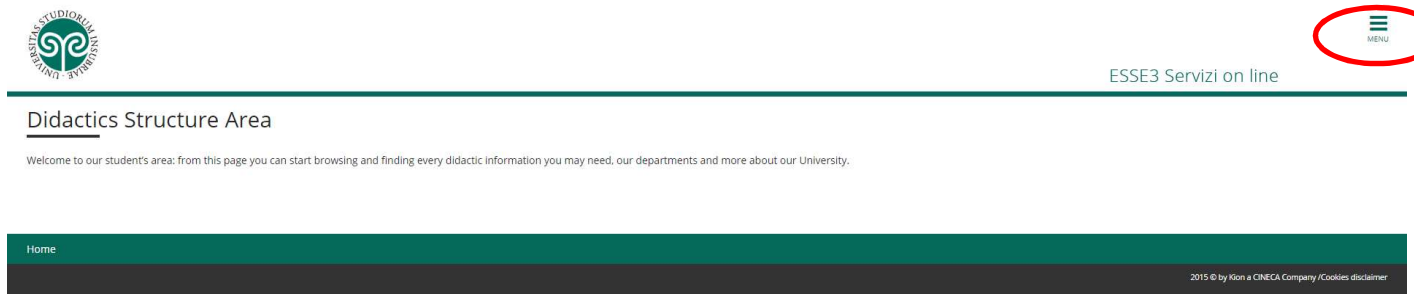 UNIVERSITAS STUDIORUM INSUBRIAE
MENU
ESSE3 Servizi on line
Didactics Structure Area
Welcome to our student's area: from this page you can start browsing and finding every didactic information you may need, our departments and more about our University.
Home
2015 © by Kion a CINECA Company /Cookies disclaimer